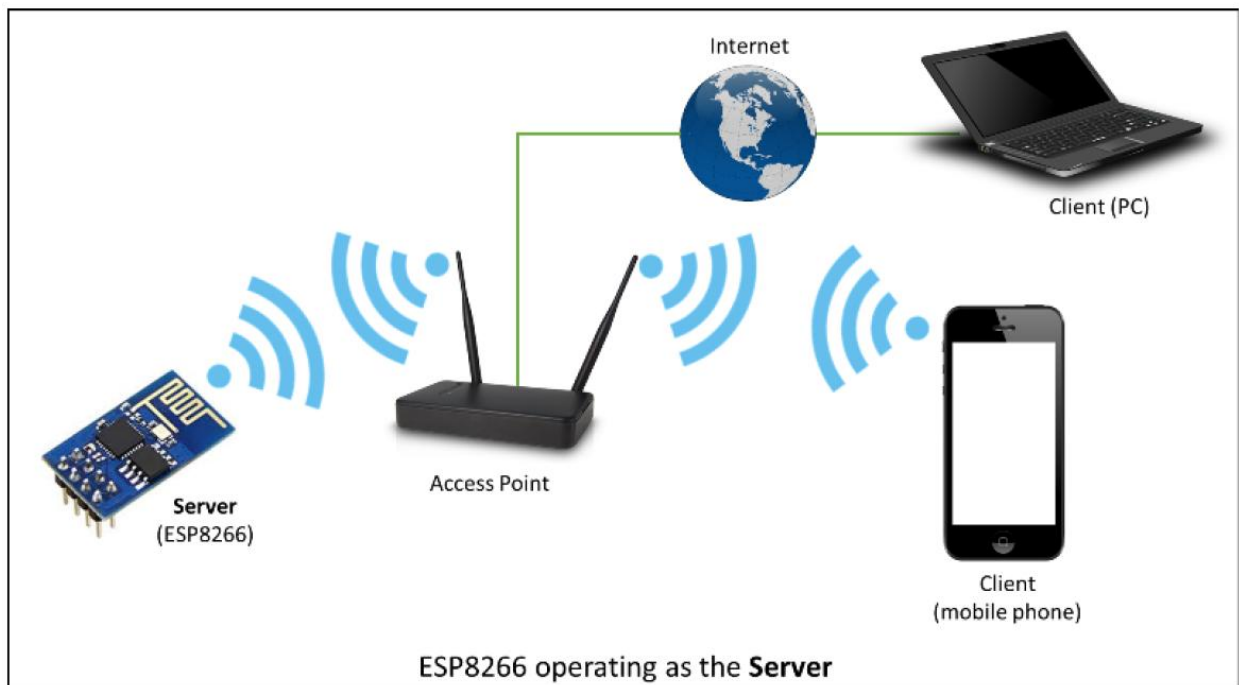 Internet
Client (PC)
Access Point
Server
(ESP8266)
Client
(mobile phone)
ESP8266 operating as the Server